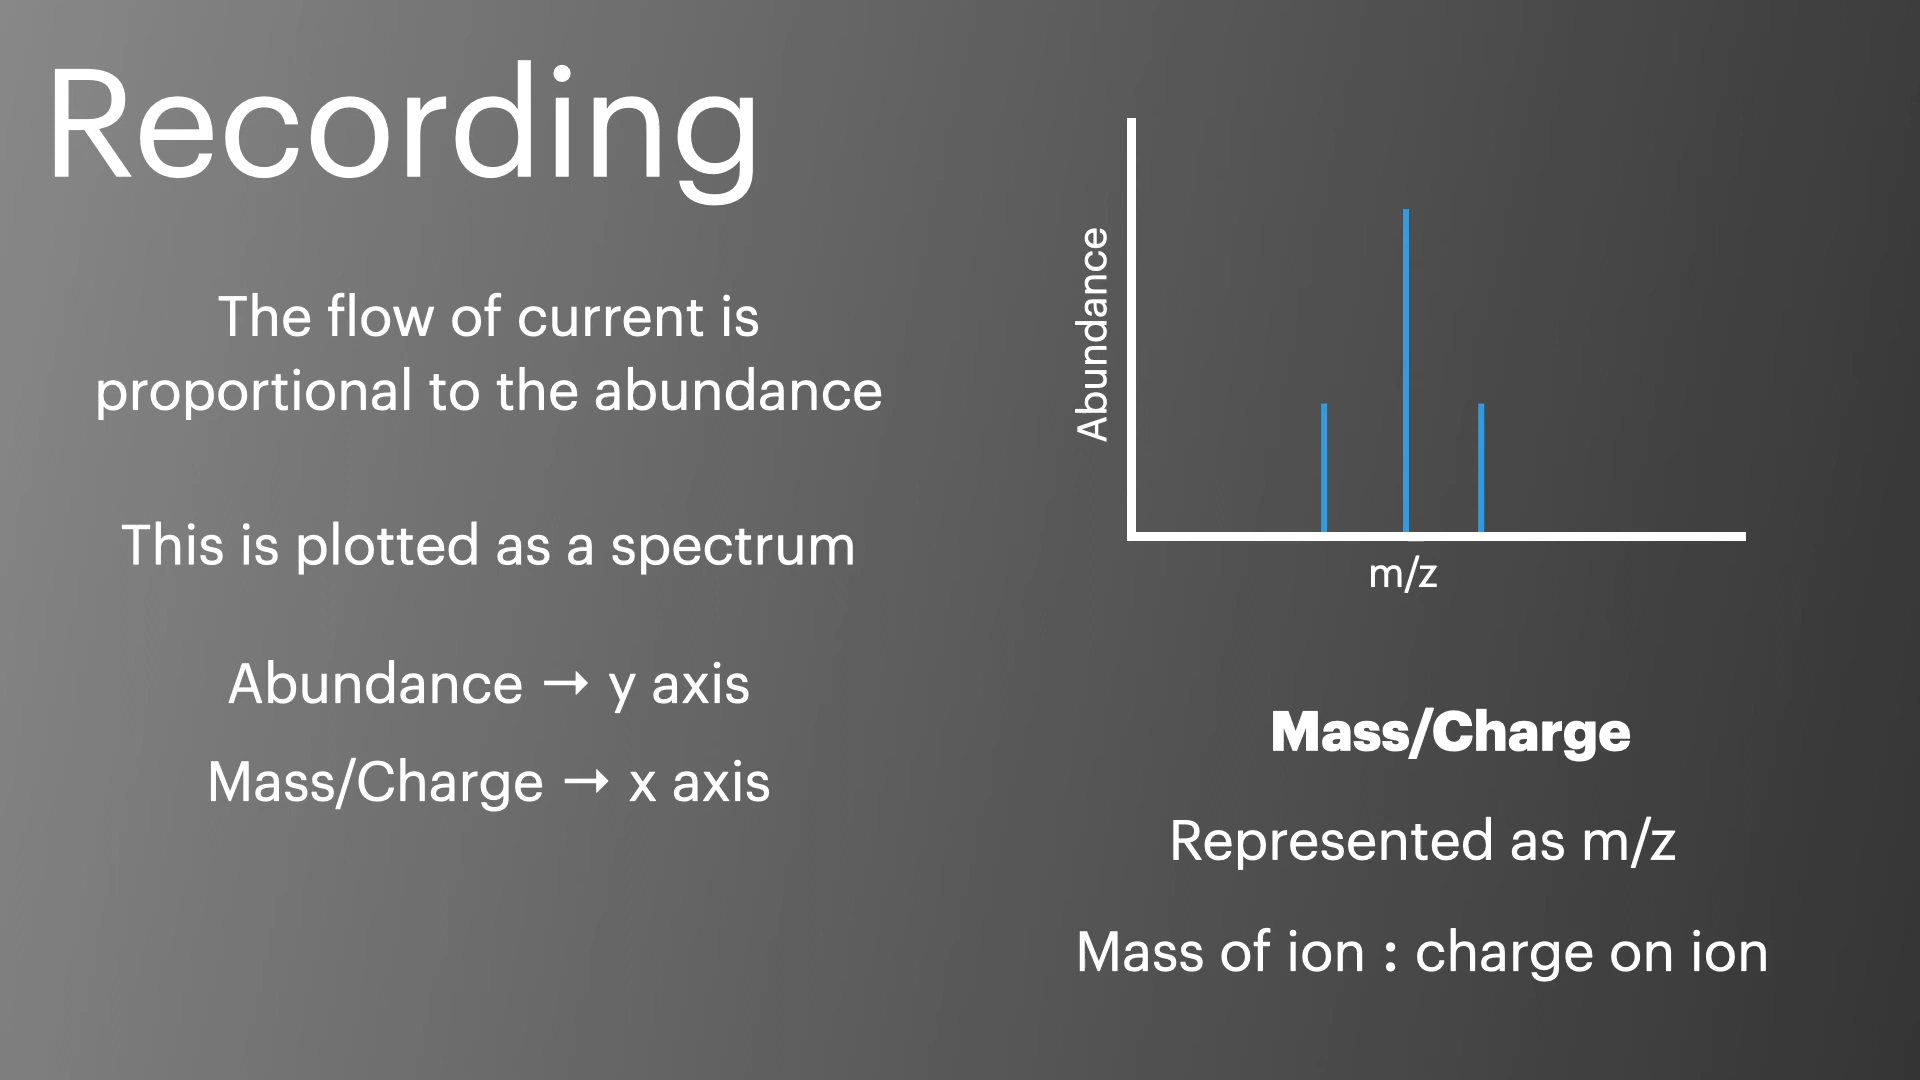 Recording
The flow of current is
proportional to the abundance
This is plotted as a spectrum
Abundance → y axis
Mass/Charge → x axis
Abundance
m/z
Mass/Charge
Represented as m/z
Mass of ion : charge on ion